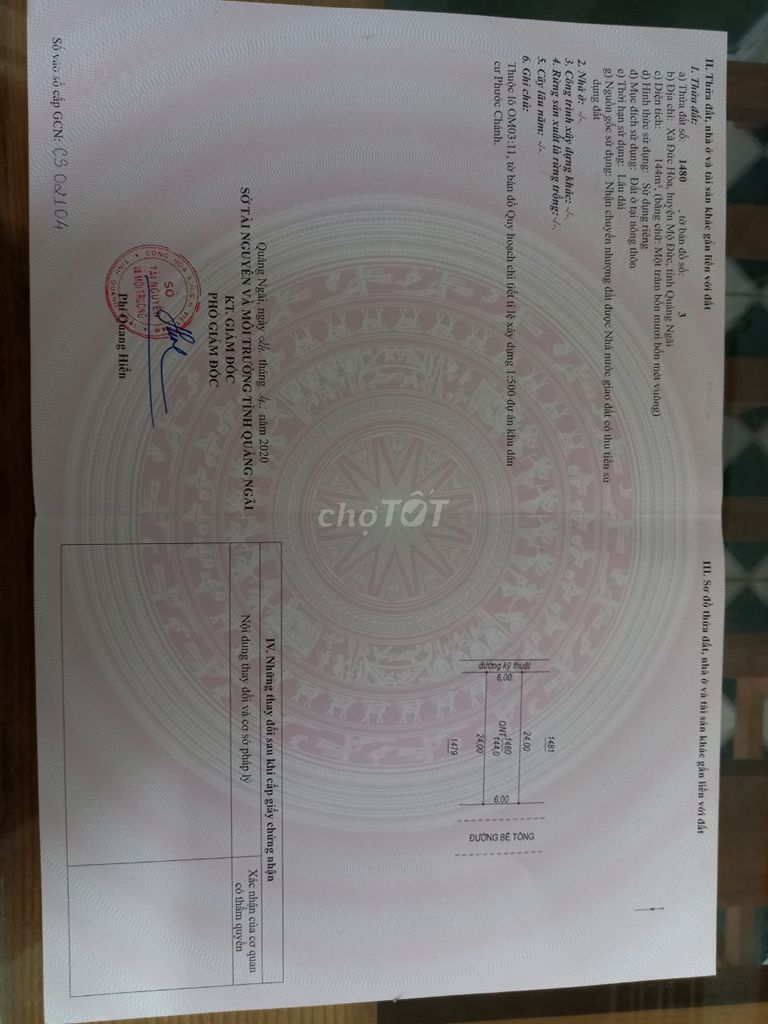 II. Thửa đất, nhà ở và tài sản khác gắn liền với đất
1. Thửa đất:
a) Thửa đất số: 1480 , tờ bản đồ số: 3
b) Địa chỉ: Xã Đức Hòa, huyện Mộ Đức, tỉnh Quảng Ngãi
c) Diện tích: 144m², (bằng chữ: Một trăm bốn mươi bốn mét vuông)
d) Hình thức sử dụng: Sử dụng riêng
đ) Mục đích sử dụng: Đất ở tại nông thôn
e) Thời hạn sử dụng: Lâu dài
g) Nguồn gốc sử dụng: Nhận chuyển nhượng đất được Nhà nước giao đất có thu tiền sử
dụng đất
2. Nhà ở: -/-.
3. Công trình xây dựng khác: -/-.
4. Rừng sản xuất là rừng trồng: -/-.
5. Cây lâu năm: -/-.
6. Ghi chú:
Thuộc lô OM03:11, tờ bản đồ Quy hoạch chi tiết tỉ lệ xây dựng 1:500 dự án khu dân
cư Phước Chánh.
Quảng Ngãi, ngày tháng năm 2020
SỞ TÀI NGUYÊN VÀ MÔI TRƯỜNG TỈNH QUẢNG NGÃI
KT. GIÁM ĐỐC
PHÓ GIÁM ĐỐC
SỞ
TÀI NGUYÊN
VÀ MÔI TRƯỜNG
Phí Quang Hiển
Số vào sổ cấp GCN: CS 02104
III. Sơ đồ thửa đất, nhà ở và tài sản khác gắn liền với đất
1481
24,00
đường kỹ thuật
6,00
1480
ONT 144,0
6,00
ĐƯỜNG BÊ TÔNG
24,00
1479
IV. Những thay đổi sau khi cấp giấy chứng nhận
Nội dung thay đổi và cơ sở pháp lý
Xác nhận của cơ quan
có thẩm quyền
chợTỐT